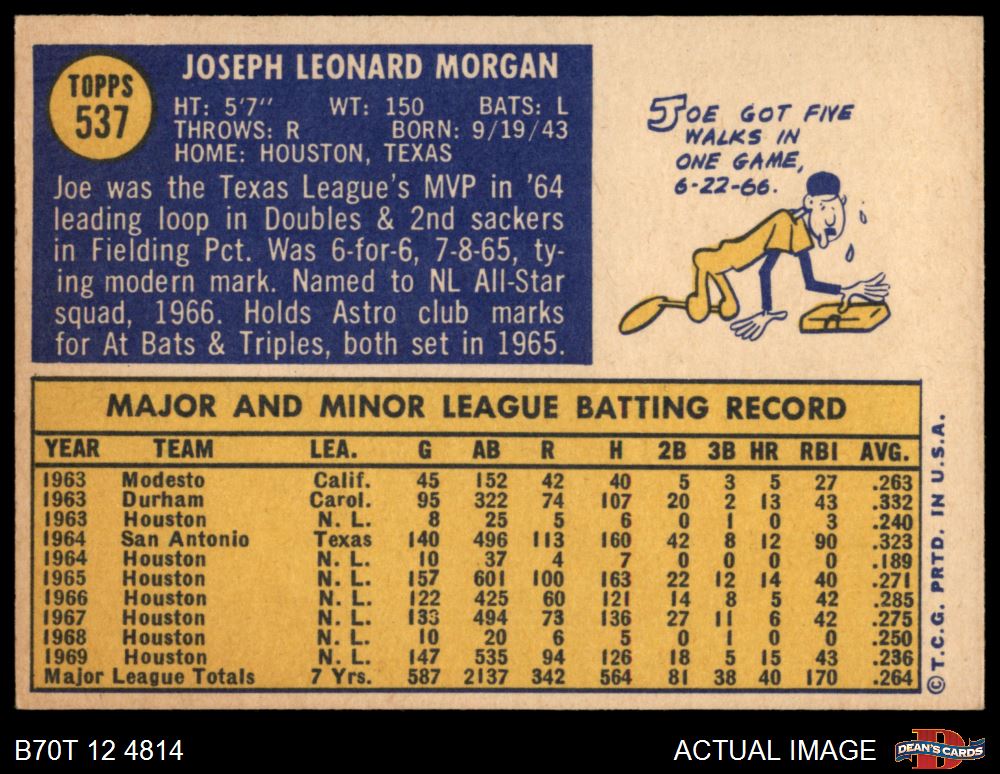 TOPPS
537
JOSEPH LEONARD MORGAN
HT: 5'7" WT: 150 BATS: L
THROWS: R BORN: 9/19/43
HOME: HOUSTON, TEXAS
Joe was the Texas League's MVP in '64
leading loop in Doubles & 2nd sackers
in Fielding Pct. Was 6-for-6, 7-8-65, ty-
ing modern mark. Named to NL All-Star
squad, 1966. Holds Astro club marks
for At Bats & Triples, both set in 1965.
JOE GOT FIVE
WALKS IN
ONE GAME,
6-22-66.
MAJOR AND MINOR LEAGUE BATTING RECORD
YEAR TEAM LEA. G AB R H 2B 3B HR RBI AVG.
1963 Modesto Calif. 45 152 42 40 5 3 5 27 .263
1963 Durham Carol. 95 322 74 107 20 2 13 43 .332
1963 Houston N. L. 8 25 5 6 0 1 0 3 .240
1964 San Antonio Texas 140 496 113 160 42 8 12 90 .323
1964 Houston N. L. 10 37 4 7 0 0 0 0 .189
1965 Houston N. L. 157 601 100 163 22 12 14 40 .271
1966 Houston N. L. 122 425 60 121 14 8 5 42 .285
1967 Houston N. L. 133 494 73 136 27 11 6 42 .275
1968 Houston N. L. 10 20 6 5 0 1 0 0 .250
1969 Houston N. L. 147 535 94 126 18 5 15 43 .236
Major League Totals 7 Yrs. 587 2137 342 564 81 38 40 170 .264
© T.C.G. PRTD. IN U.S.A.
B70T 12 4814
ACTUAL IMAGE
DEAN'S CARDS